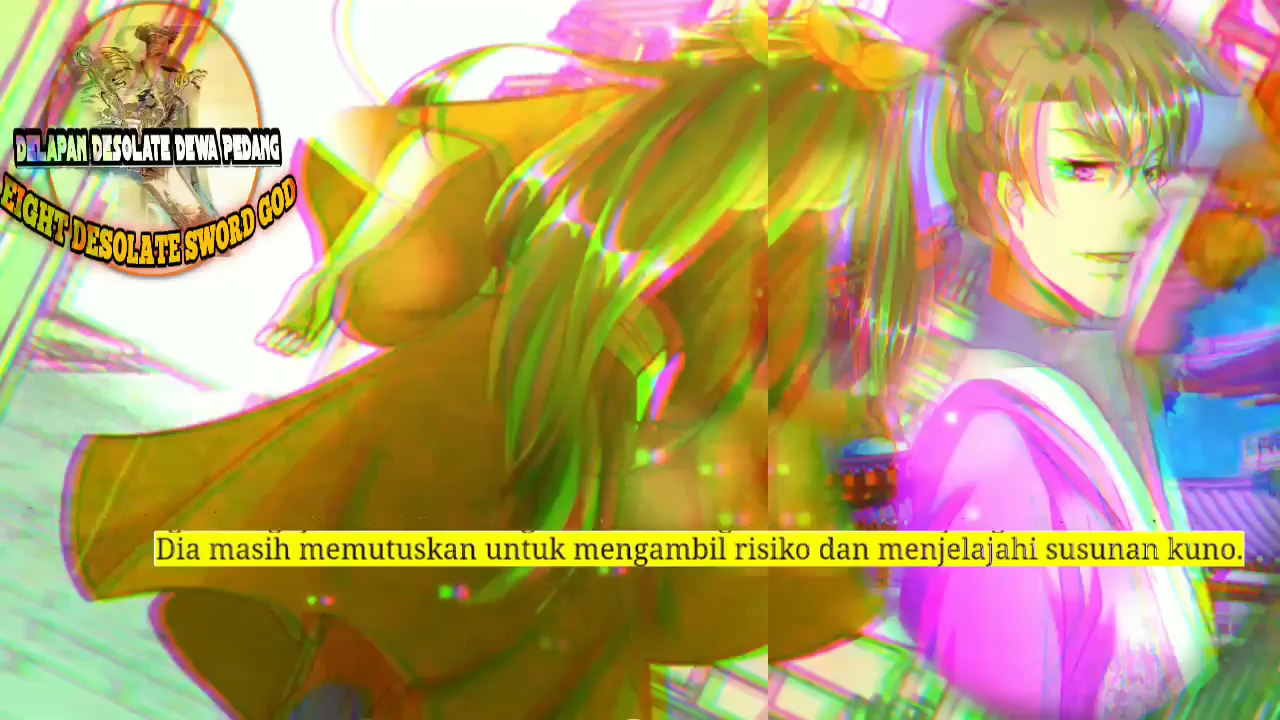 DELAPAN DESOLATE DEWA PEDANG
EIGHT DESOLATE SWORD GOD
Dia masih memutuskan untuk mengambil risiko dan menjelajahi susunan kuno.